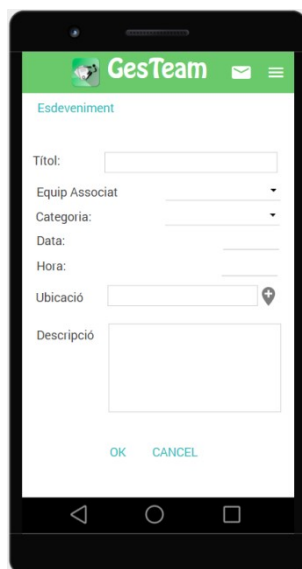 GesTeam
Esdeveniment
Títol:
Equip Associat
Categoria:
Data:
Hora:
Ubicació
Descripció
OK CANCEL